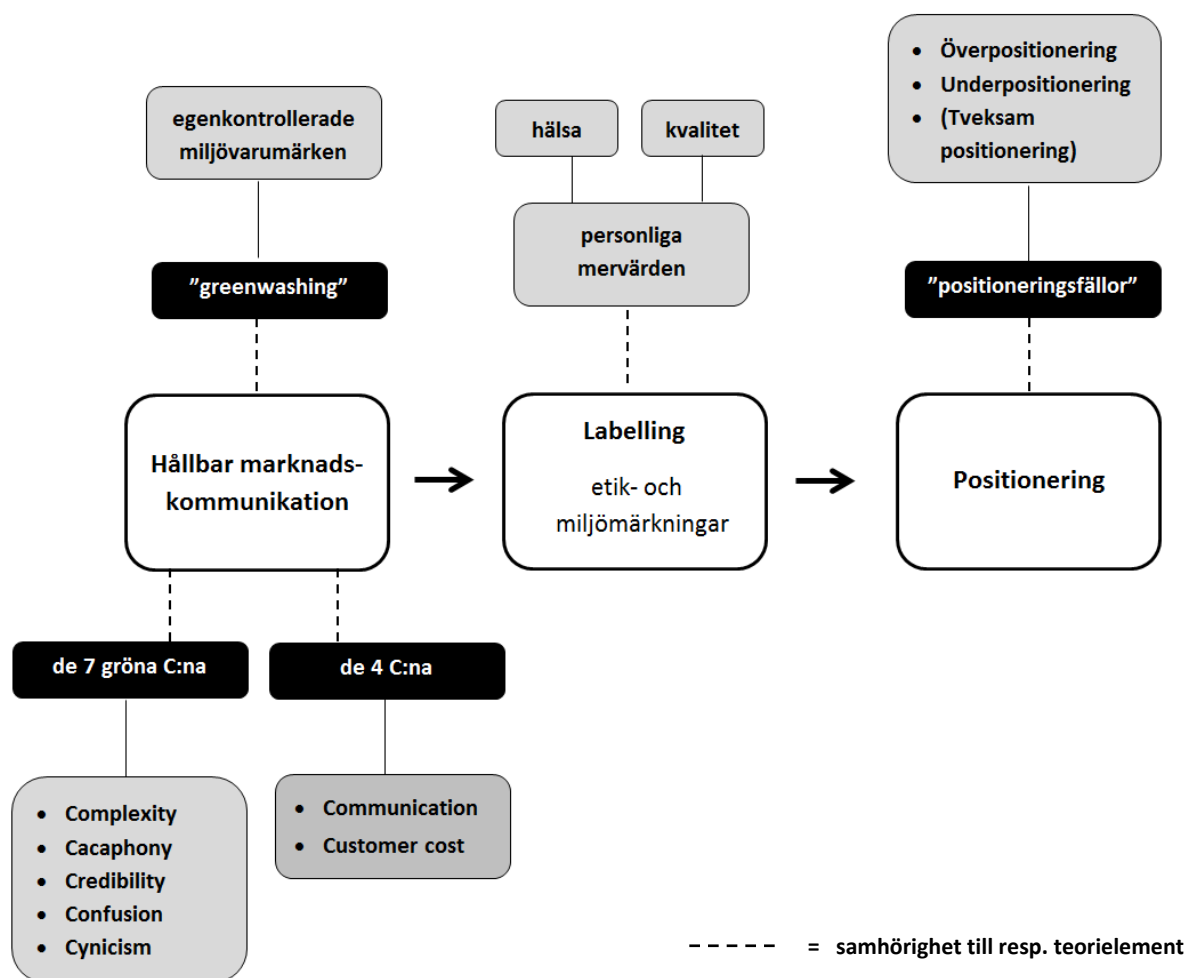 • Överpositionering
• Underpositionering
• (Tveksam
positionering)
egenkontrollerade
miljövarumärken
hälsa
kvalitet
personliga
mervärden
”greenwashing”
”positioneringsfällor”
Hållbar marknads-
kommunikation
Labelling
etik- och
miljömärkningar
Positionering
de 7 gröna C:na
de 4 C:na
• Complexity
• Cacaphony
• Credibility
• Confusion
• Cynicism
• Communication
• Customer cost
= samhörighet till resp. teorielement